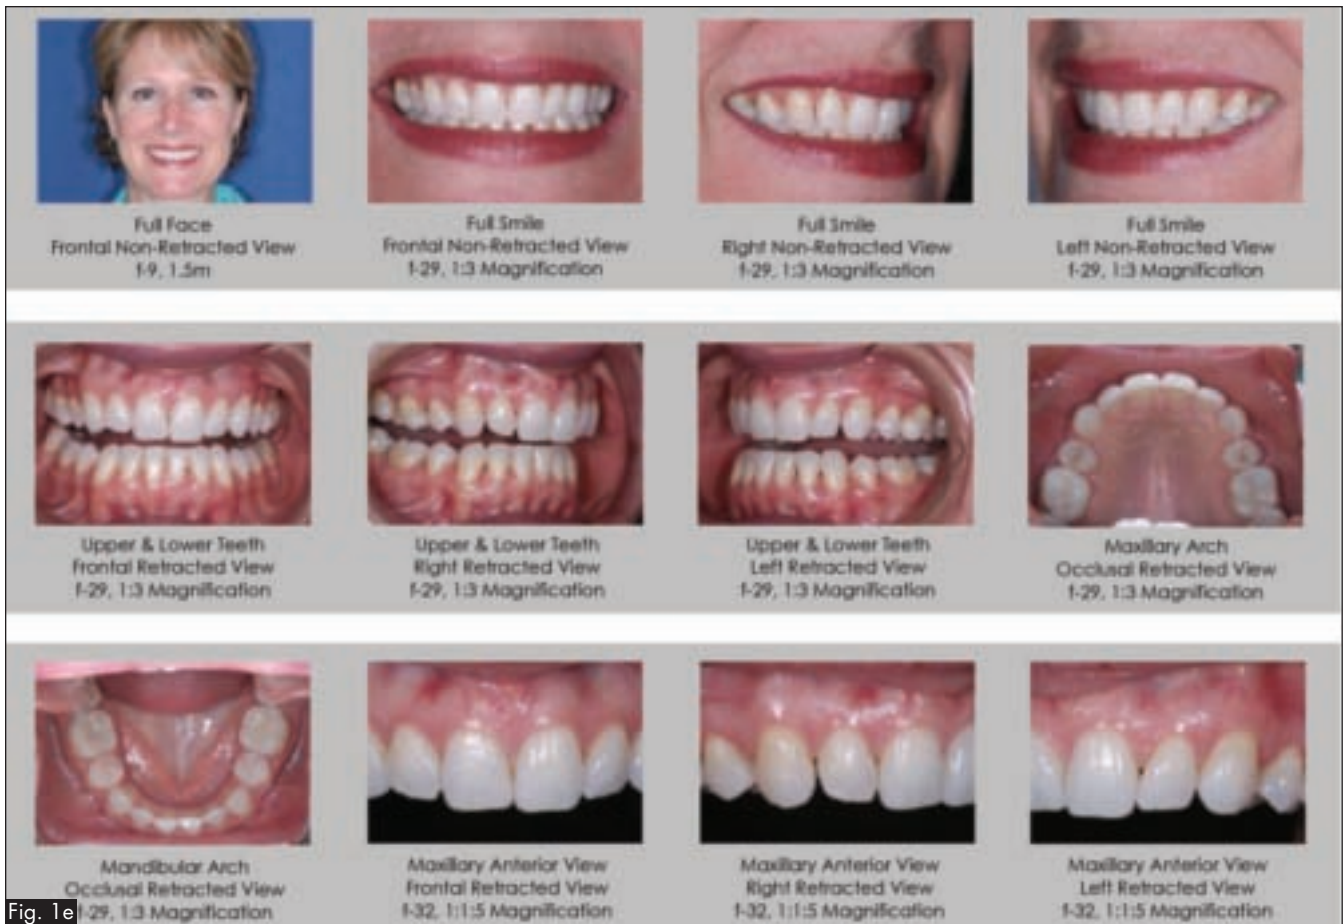 Full Face
Frontal Non-Retracted View
f-9, 1.5m
Full Smile
Frontal Non-Retracted View
f-29, 1:3 Magnification
Full Smile
Right Non-Retracted View
f-29, 1:3 Magnification
Full Smile
Left Non-Retracted View
f-29, 1:3 Magnification
Upper & Lower Teeth
Frontal Retracted View
f-29, 1:3 Magnification
Upper & Lower Teeth
Right Retracted View
f-29, 1:3 Magnification
Upper & Lower Teeth
Left Retracted View
f-29, 1:3 Magnification
Maxillary Arch
Occlusal Retracted View
f-29, 1:3 Magnification
Mandibular Arch
Occlusal Retracted View
f-29, 1:3 Magnification
Maxillary Anterior View
Frontal Retracted View
f-32, 1:1:5 Magnification
Maxillary Anterior View
Right Retracted View
f-32, 1:1:5 Magnification
Maxillary Anterior View
Left Retracted View
f-32, 1:1:5 Magnification
Fig. 1e